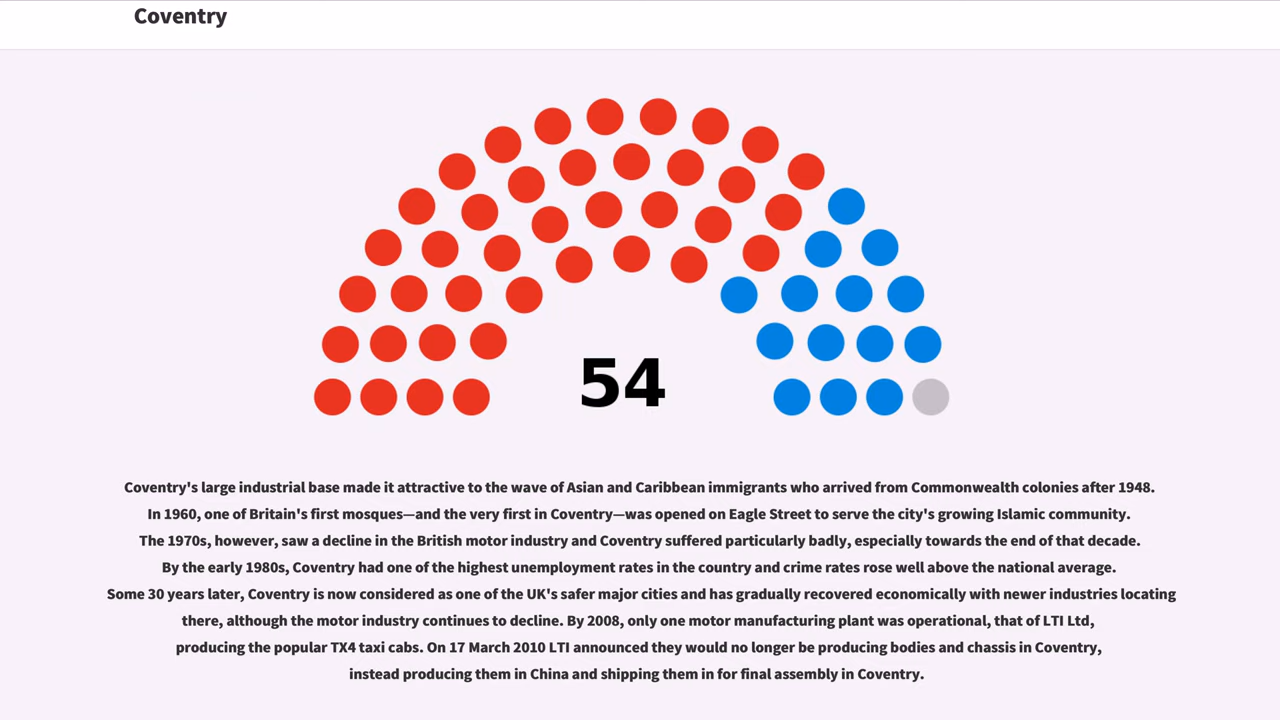 Coventry
54
Coventry's large industrial base made it attractive to the wave of Asian and Caribbean immigrants who arrived from Commonwealth colonies after 1948.
In 1960, one of Britain's first mosques—and the very first in Coventry—was opened on Eagle Street to serve the city's growing Islamic community.
The 1970s, however, saw a decline in the British motor industry and Coventry suffered particularly badly, especially towards the end of that decade.
By the early 1980s, Coventry had one of the highest unemployment rates in the country and crime rates rose well above the national average.
Some 30 years later, Coventry is now considered as one of the UK's safer major cities and has gradually recovered economically with newer industries locating
there, although the motor industry continues to decline. By 2008, only one motor manufacturing plant was operational, that of LTI Ltd,
producing the popular TX4 taxi cabs. On 17 March 2010 LTI announced they would no longer be producing bodies and chassis in Coventry,
instead producing them in China and shipping them in for final assembly in Coventry.